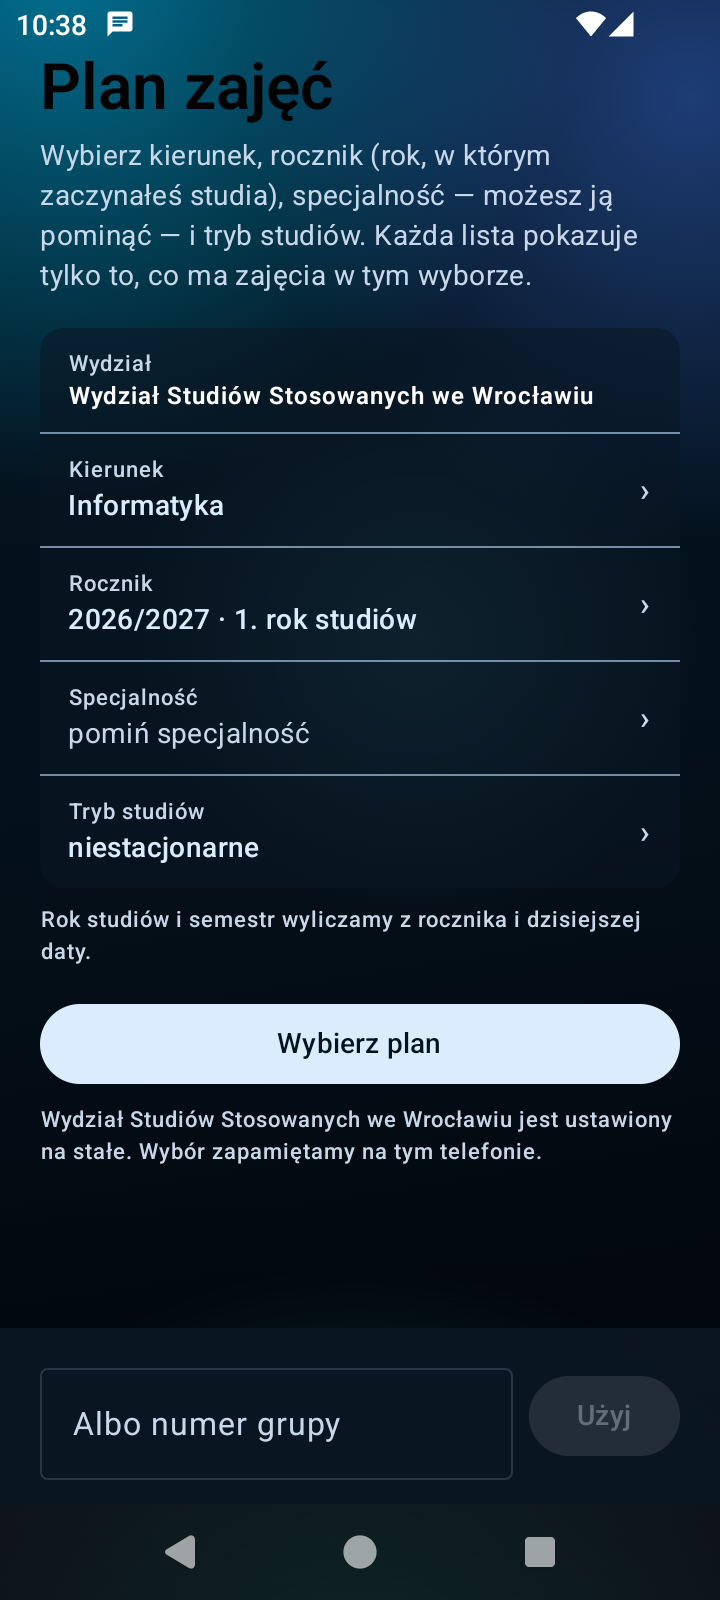 10:38
Plan zajęć
Wybierz kierunek, rocznik (rok, w którym
zaczynałeś studia), specjalność — możesz ją
pominąć — i tryb studiów. Każda lista pokazuje
tylko to, co ma zajęcia w tym wyborze.
Wydział
Wydział Studiów Stosowanych we Wrocławiu
Kierunek
Informatyka
›
Rocznik
2026/2027 · 1. rok studiów
›
Specjalność
pomiń specjalność
›
Tryb studiów
niestacjonarne
›
Rok studiów i semestr wyliczamy z rocznika i dzisiejszej
daty.
Wybierz plan
Wydział Studiów Stosowanych we Wrocławiu jest ustawiony
na stałe. Wybór zapamiętamy na tym telefonie.
Albo numer grupy
Użyj